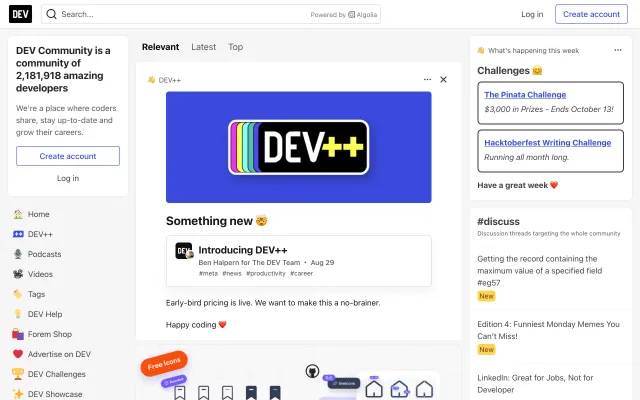 DEV
Search...
Powered by Algolia
Log in
Create account
DEV Community is a
community of
2,181,918 amazing
developers
We're a place where coders
share, stay up-to-date and
grow their careers.
Create account
Log in
Home
DEV++
Podcasts
Videos
Tags
DEV Help
Forem Shop
Advertise on DEV
DEV Challenges
DEV Showcase
Relevant Latest Top
DEV++
DEV++
Something new 🤯
DEV
Introducing DEV++
Ben Halpern for The DEV Team • Aug 29
#meta #news #productivity #career
Early-bird pricing is live. We want to make this a no-brainer.
Happy coding ❤️
Free Icons
👋 What's happening this week
Challenges 🤗
The Pinata Challenge
$3,000 in Prizes - Ends October 13!
Hacktoberfest Writing Challenge
Running all month long.
Have a great week ❤️
#discuss
Discussion threads targeting the whole community
Getting the record containing the
maximum value of a specified field
#eg57
New
Edition 4: Funniest Monday Memes You
Can't Miss!
New
LinkedIn: Great for Jobs, Not for
Developer